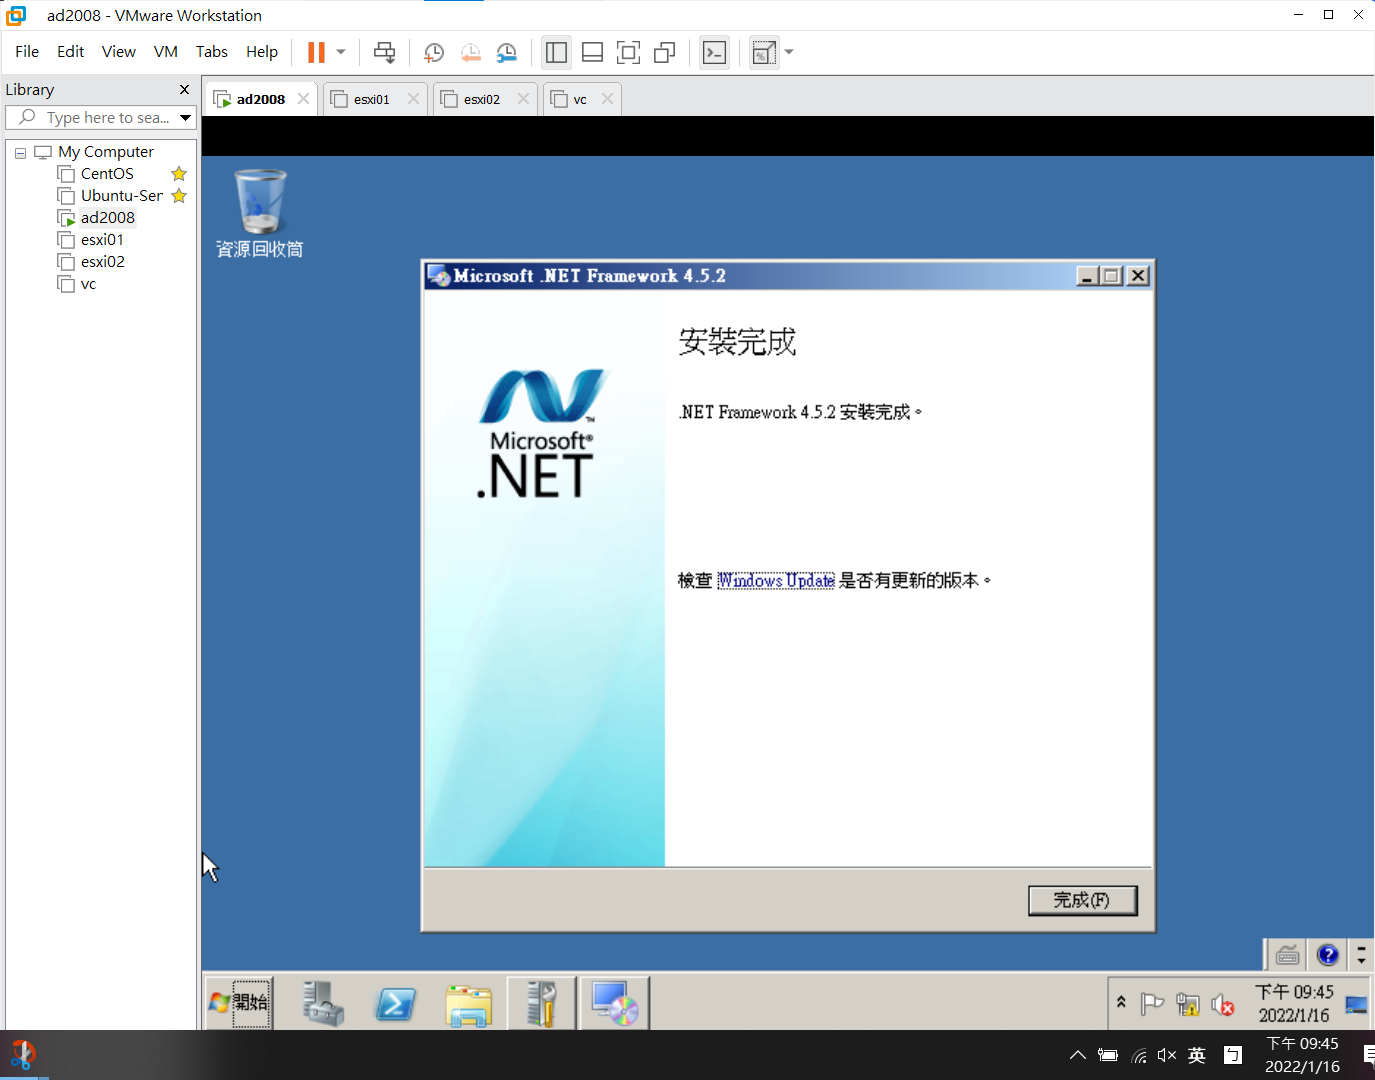 ad2008 - VMware Workstation
File Edit View VM Tabs Help
Library
Type here to sea...
My Computer
CentOS
Ubuntu-Ser
ad2008
esxi01
esxi02
vc
ad2008 esxi01 esxi02 vc
資源回收筒
Microsoft .NET Framework 4.5.2
Microsoft®
.NET
TM
安裝完成
.NET Framework 4.5.2 安裝完成。
檢查 Windows Update 是否有更新的版本。
完成(F)
開始
下午 09:45
2022/1/16
英
下午 09:45
2022/1/16